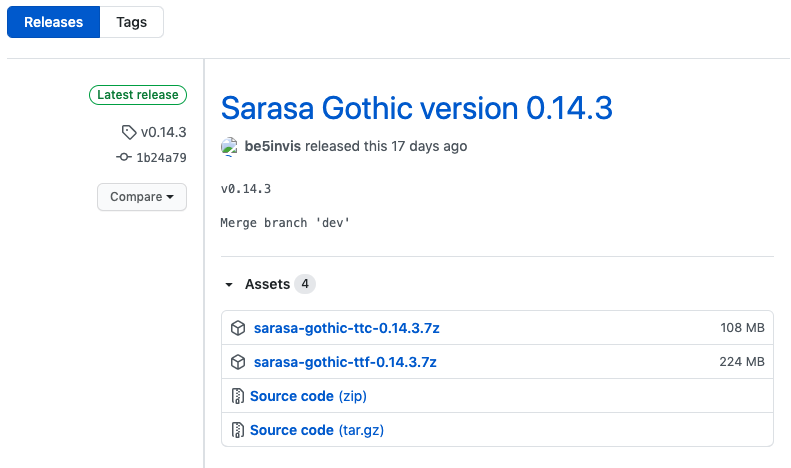 Releases Tags
Latest release
v0.14.3
1b24a79
Compare
Sarasa Gothic version 0.14.3
be5invis released this 17 days ago
v0.14.3
Merge branch 'dev'
Assets 4
sarasa-gothic-ttc-0.14.3.7z 108 MB
sarasa-gothic-ttf-0.14.3.7z 224 MB
Source code (zip)
Source code (tar.gz)